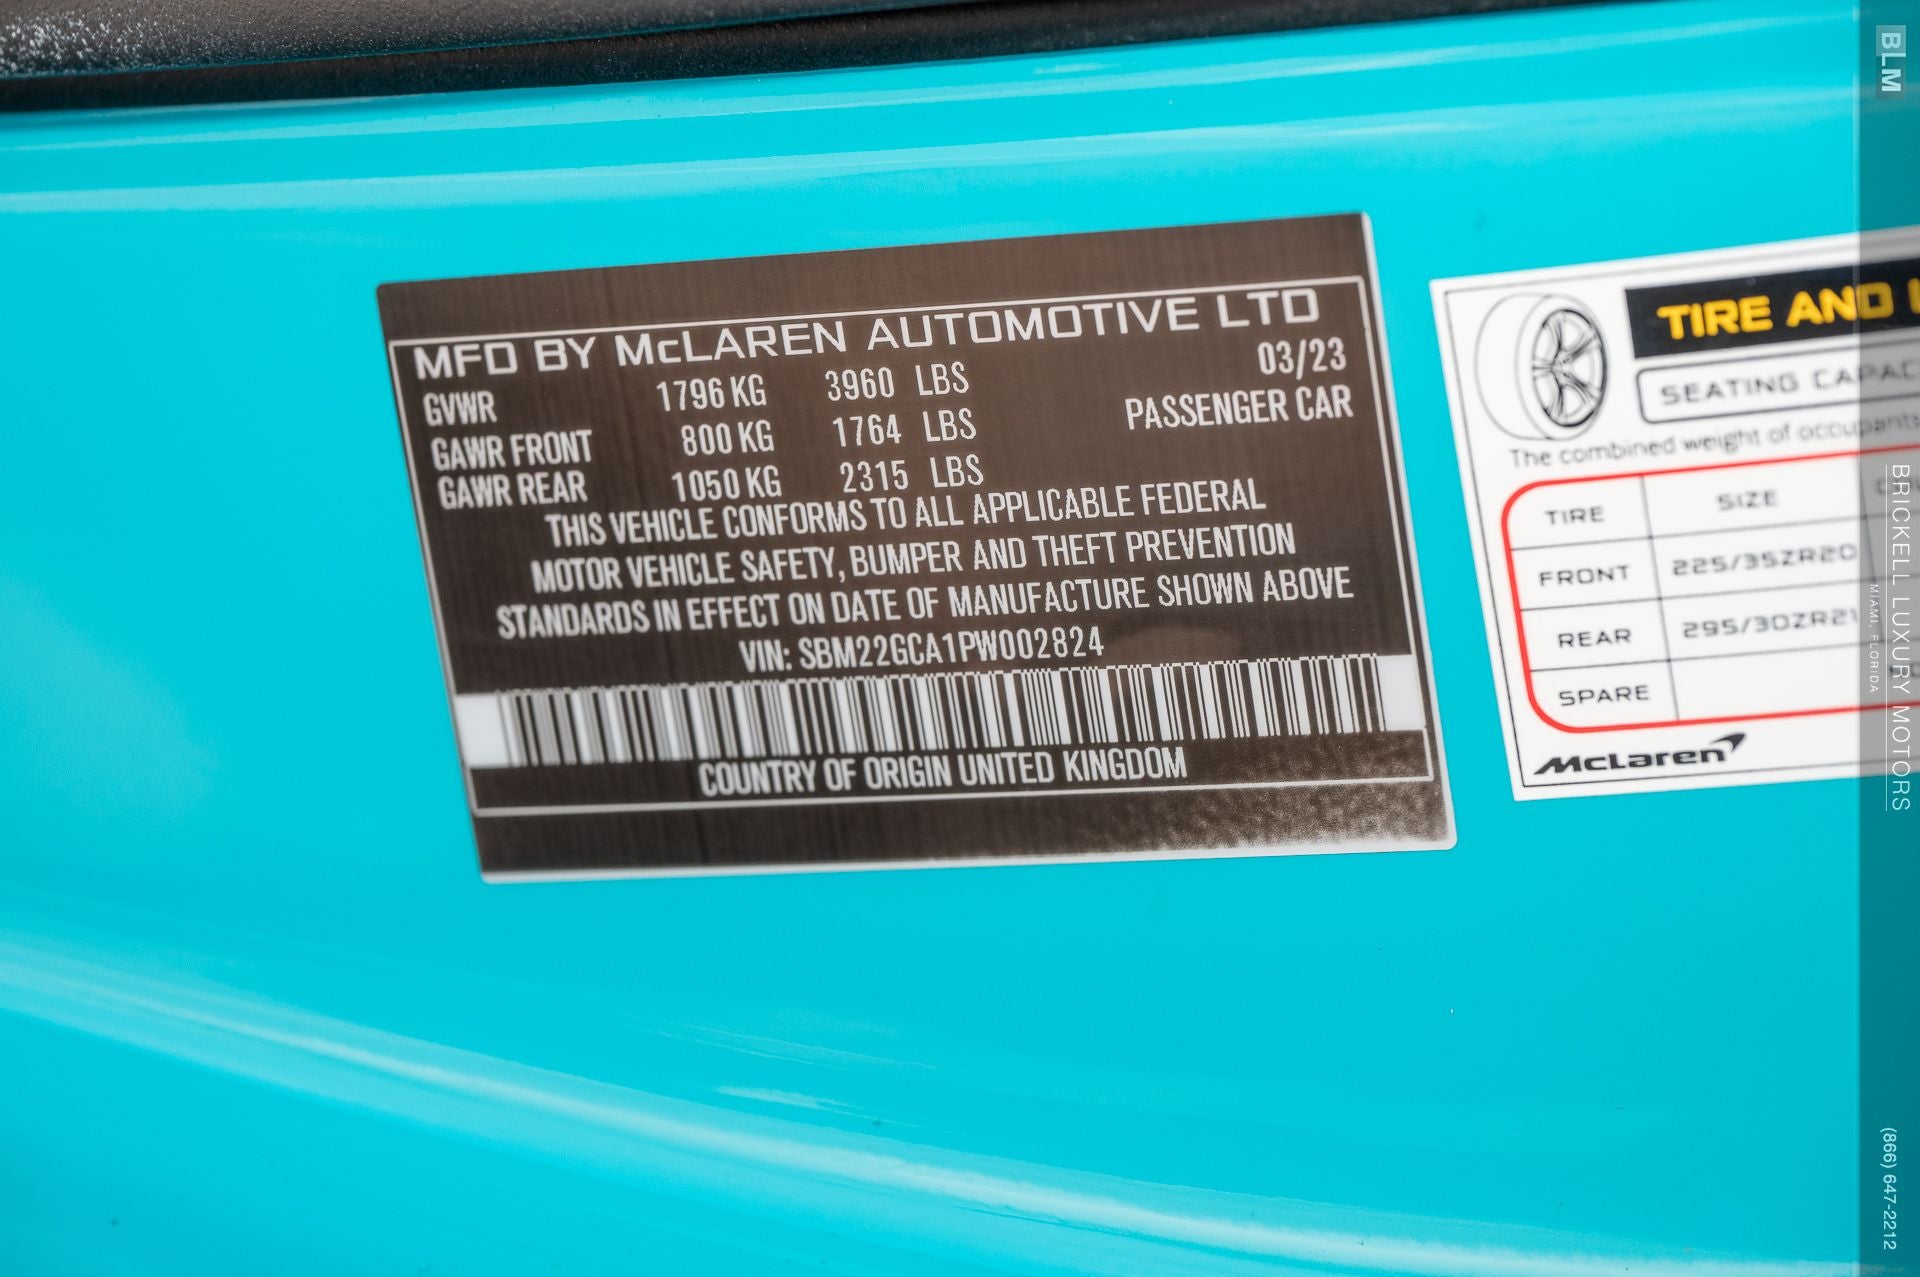 MFD BY McLAREN AUTOMOTIVE LTD
03/23
GVWR 1796 KG 3960 LBS
GAWR FRONT 800 KG 1764 LBS
PASSENGER CAR
GAWR REAR 1050 KG 2315 LBS
THIS VEHICLE CONFORMS TO ALL APPLICABLE FEDERAL
MOTOR VEHICLE SAFETY, BUMPER AND THEFT PREVENTION
STANDARDS IN EFFECT ON DATE OF MANUFACTURE SHOWN ABOVE
VIN: SBM22GCA1PW002824
COUNTRY OF ORIGIN UNITED KINGDOM
TIRE AND
SEATING CAPAC
The combined weight of occupants
TIRE SIZE
FRONT 225/35ZR20
REAR 295/30ZR21
SPARE
McLaren
BLM
BRICKELL LUXURY MOTORS
MIAMI, FLORIDA
(866) 647-2212